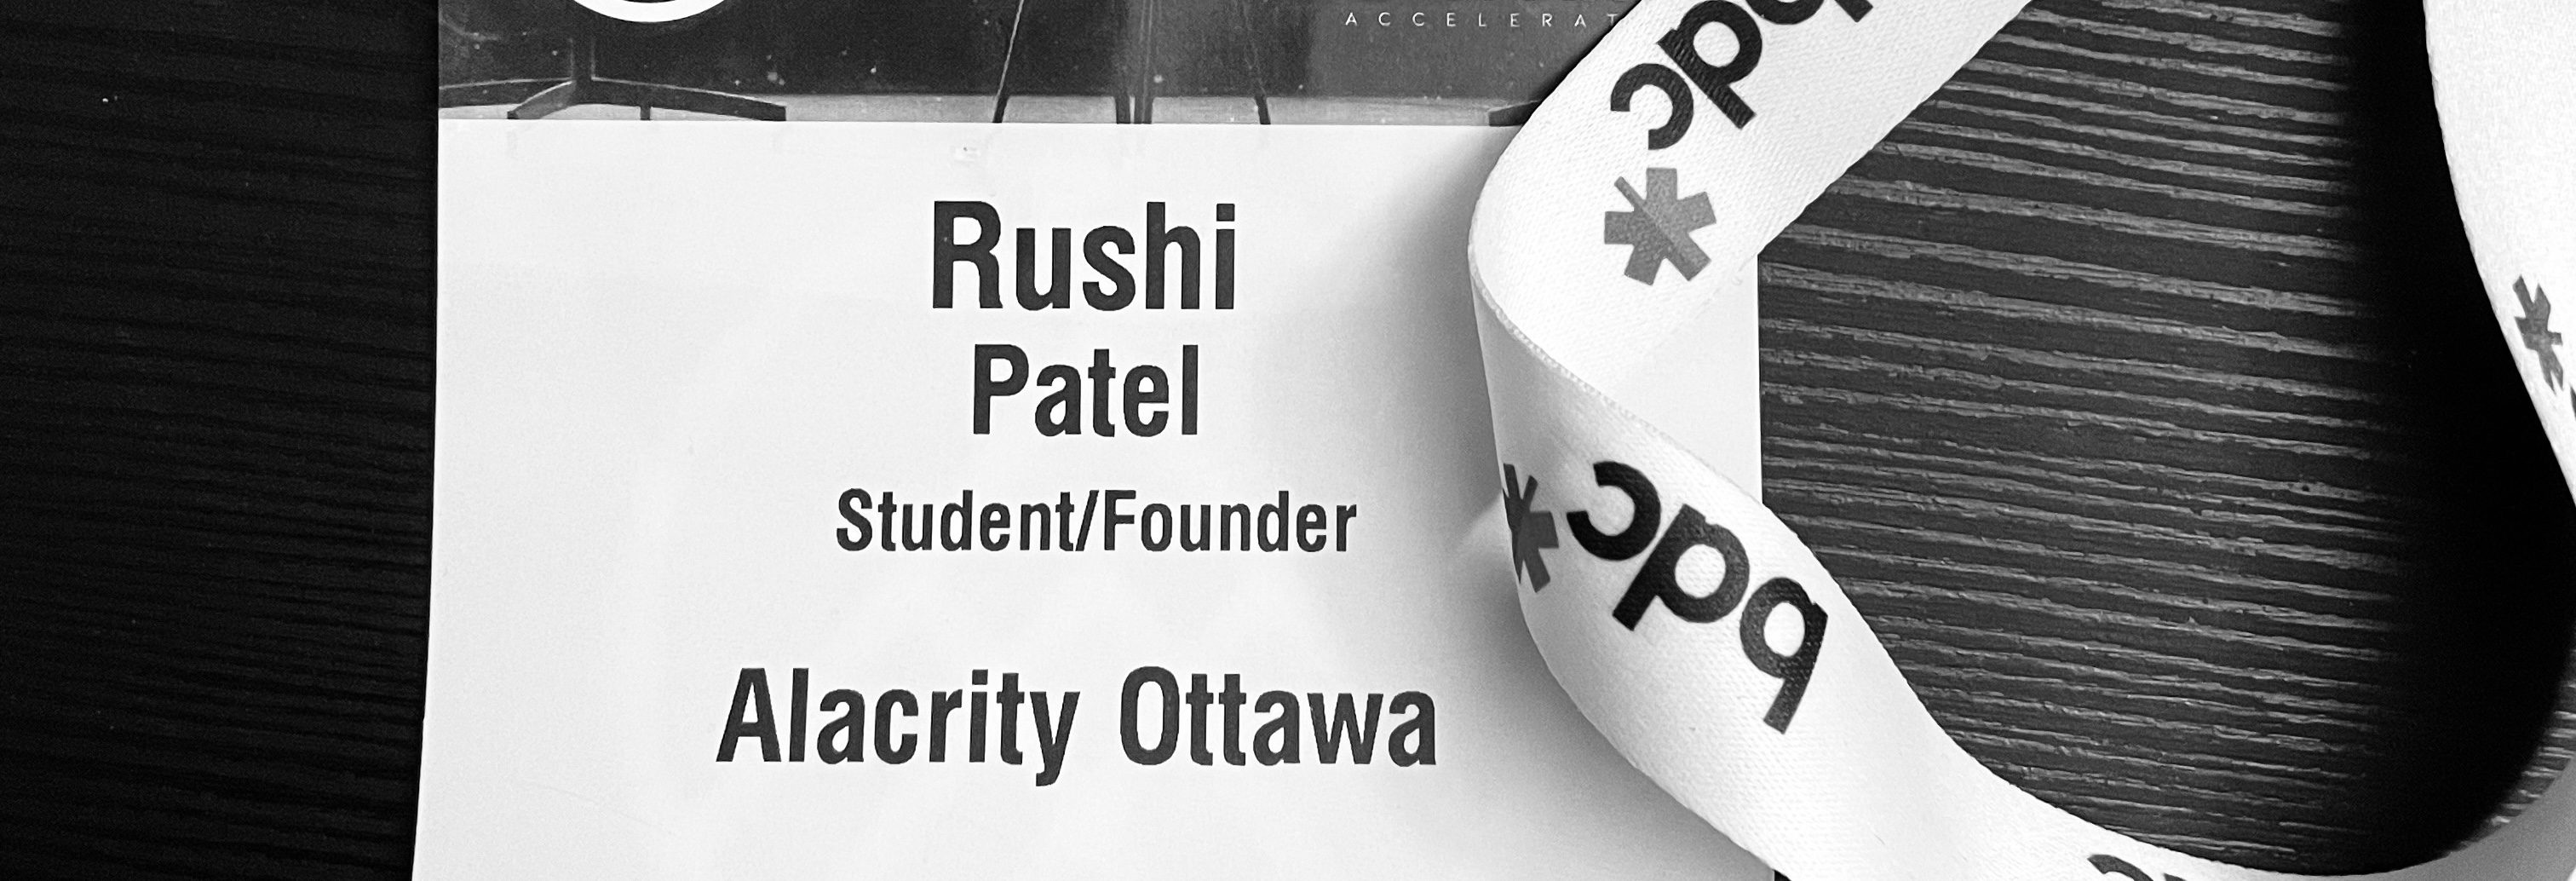 ACCELERAT
Rushi
Patel
Student/Founder
Alacrity Ottawa
bdc
bdc